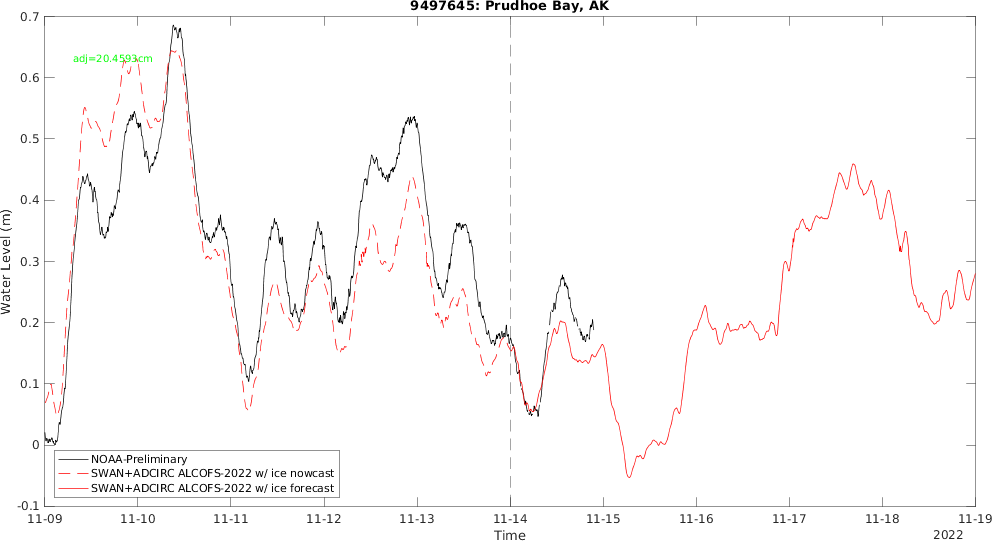 9497645: Prudhoe Bay, AK
adj=20.4593cm
Water Level (m)
0.7
0.6
0.5
0.4
0.3
0.2
0.1
0
-0.1
NOAA-Preliminary
SWAN+ADCIRC ALCOFS-2022 w/ ice nowcast
SWAN+ADCIRC ALCOFS-2022 w/ ice forecast
11-09 11-10 11-11 11-12 11-13 11-14 11-15 11-16 11-17 11-18 11-19
Time
2022